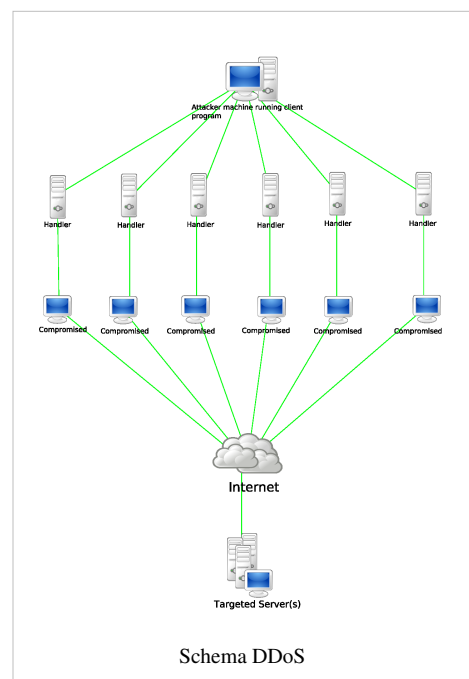 Attacker machine running client
program
Handler
Handler
Handler
Handler
Handler
Handler
Compromised
Compromised
Compromised
Compromised
Compromised
Compromised
Internet
Targeted Server(s)
Schema DDoS